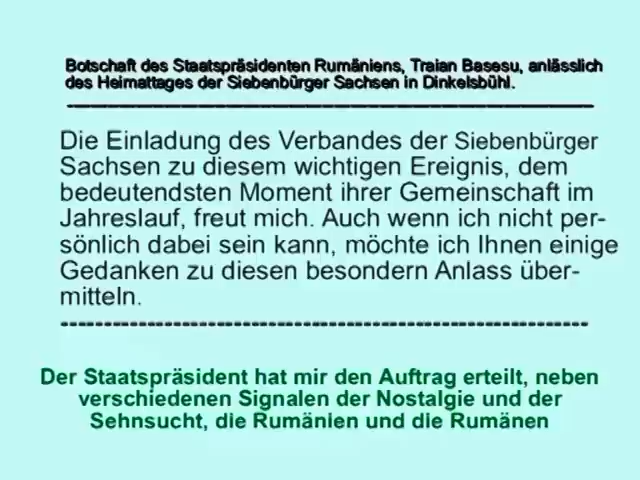 Botschaft des Staatspräsidenten Rumäniens, Traian Basesu, anlässlich
des Heimattages der Siebenbürger Sachsen in Dinkelsbühl.
Die Einladung des Verbandes der Siebenbürger
Sachsen zu diesem wichtigen Ereignis, dem
bedeutendsten Moment ihrer Gemeinschaft im
Jahreslauf, freut mich. Auch wenn ich nicht per-
sönlich dabei sein kann, möchte ich Ihnen einige
Gedanken zu diesen besondern Anlass über-
mitteln.
Der Staatspräsident hat mir den Auftrag erteilt, neben
verschiedenen Signalen der Nostalgie und der
Sehnsucht, die Rumänien und die Rumänen